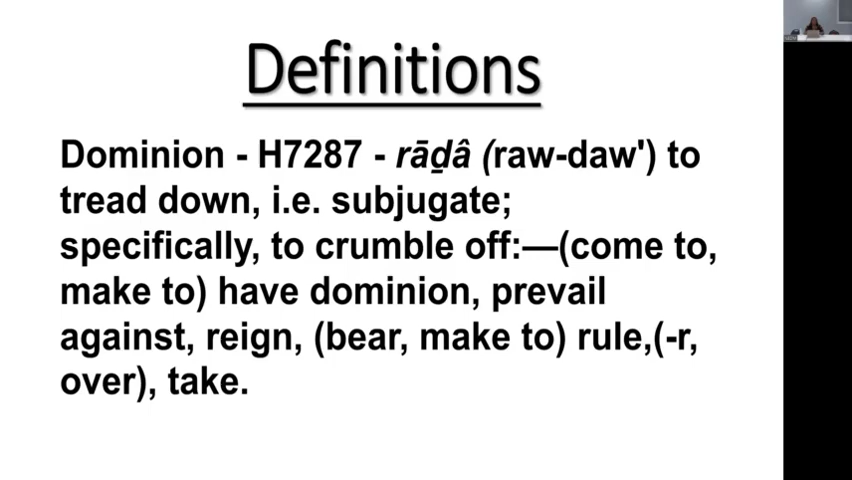 Definitions
Dominion - H7287 - rāḏâ (raw-daw') to
tread down, i.e. subjugate;
specifically, to crumble off:—(come to,
make to) have dominion, prevail
against, reign, (bear, make to) rule,(-r,
over), take.